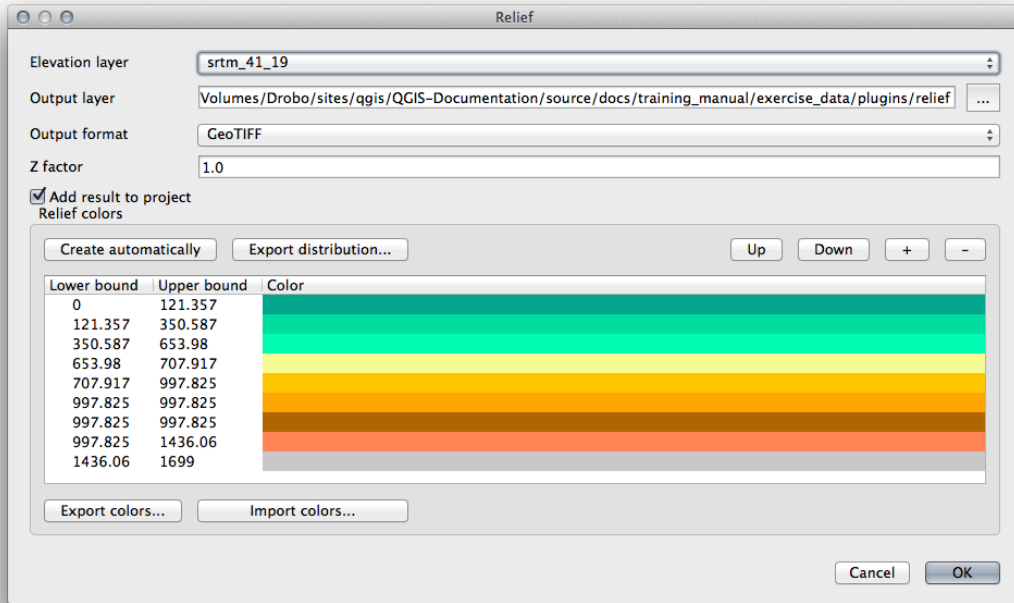 Relief
Elevation layer srtm_41_19
Output layer Volumes/Drobo/sites/qgis/QGIS-Documentation/source/docs/training_manual/exercise_data/plugins/relief ...
Output format GeoTIFF
Z factor 1.0
Add result to project
Relief colors
Create automatically Export distribution... Up Down + -
Lower bound Upper bound Color
0 121.357
121.357 350.587
350.587 653.98
653.98 707.917
707.917 997.825
997.825 997.825
997.825 997.825
997.825 1436.06
1436.06 1699
Export colors... Import colors...
Cancel OK